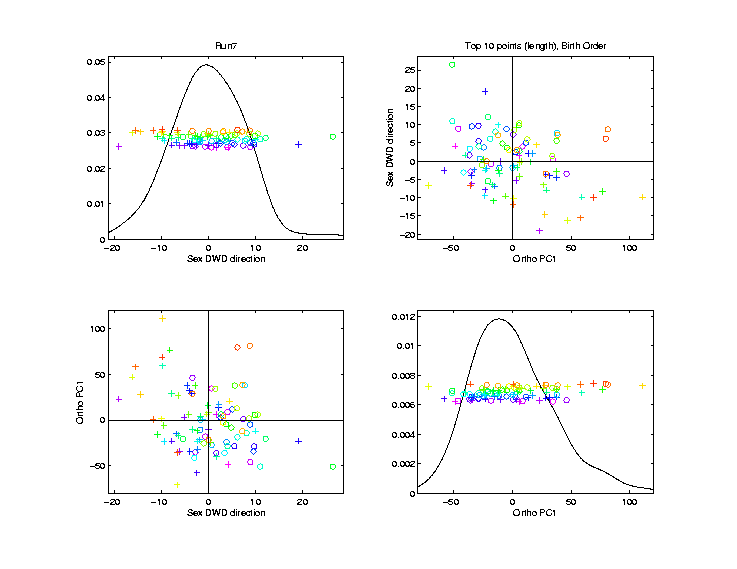 Run7
0.05
0.04
0.03
0.02
0.01
0
−20 −10 0 10 20
Sex DWD direction
Top 10 points (length), Birth Order
25
20
15
10
5
0
−5
−10
−15
−20
−50 0 50 100
Sex DWD direction
Ortho PC1
100
50
0
−50
−20 −10 0 10 20
Ortho PC1
Sex DWD direction
0.012
0.01
0.008
0.006
0.004
0.002
0
−50 0 50 100
Ortho PC1